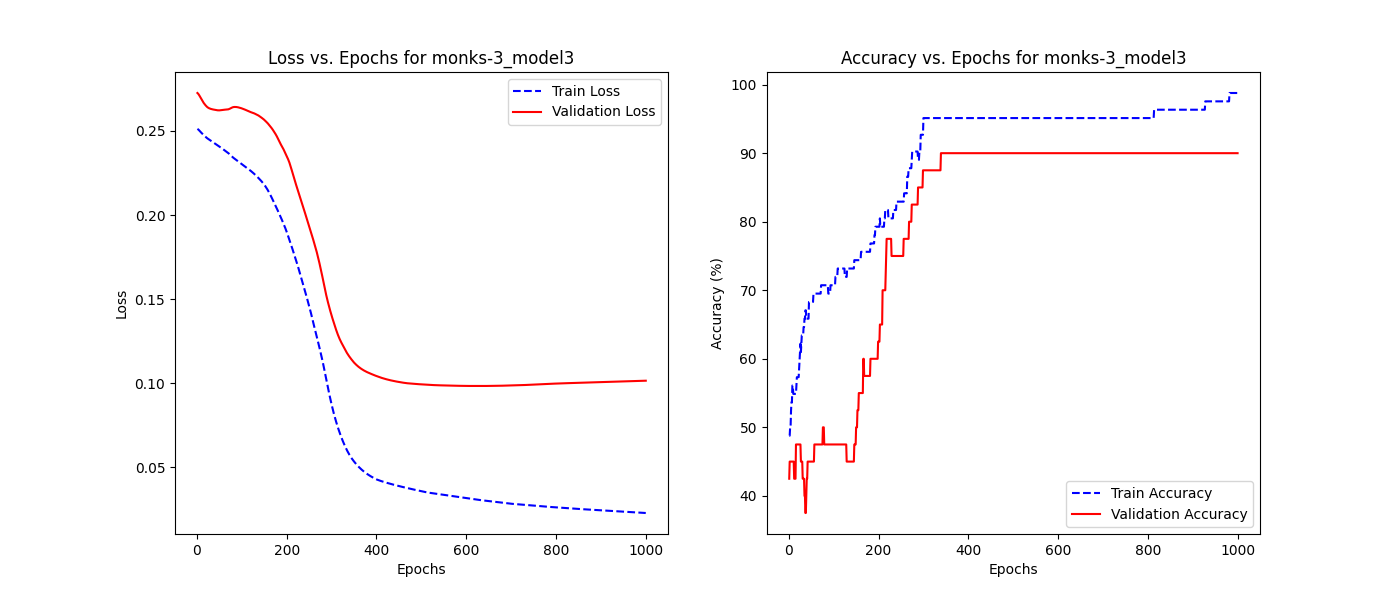 Loss vs. Epochs for monks-3_model3
Train Loss
Validation Loss
0.25
0.20
0.15
0.10
0.05
Loss
0 200 400 600 800 1000
Epochs
Accuracy vs. Epochs for monks-3_model3
100
90
80
70
60
50
40
Accuracy (%)
Train Accuracy
Validation Accuracy
0 200 400 600 800 1000
Epochs